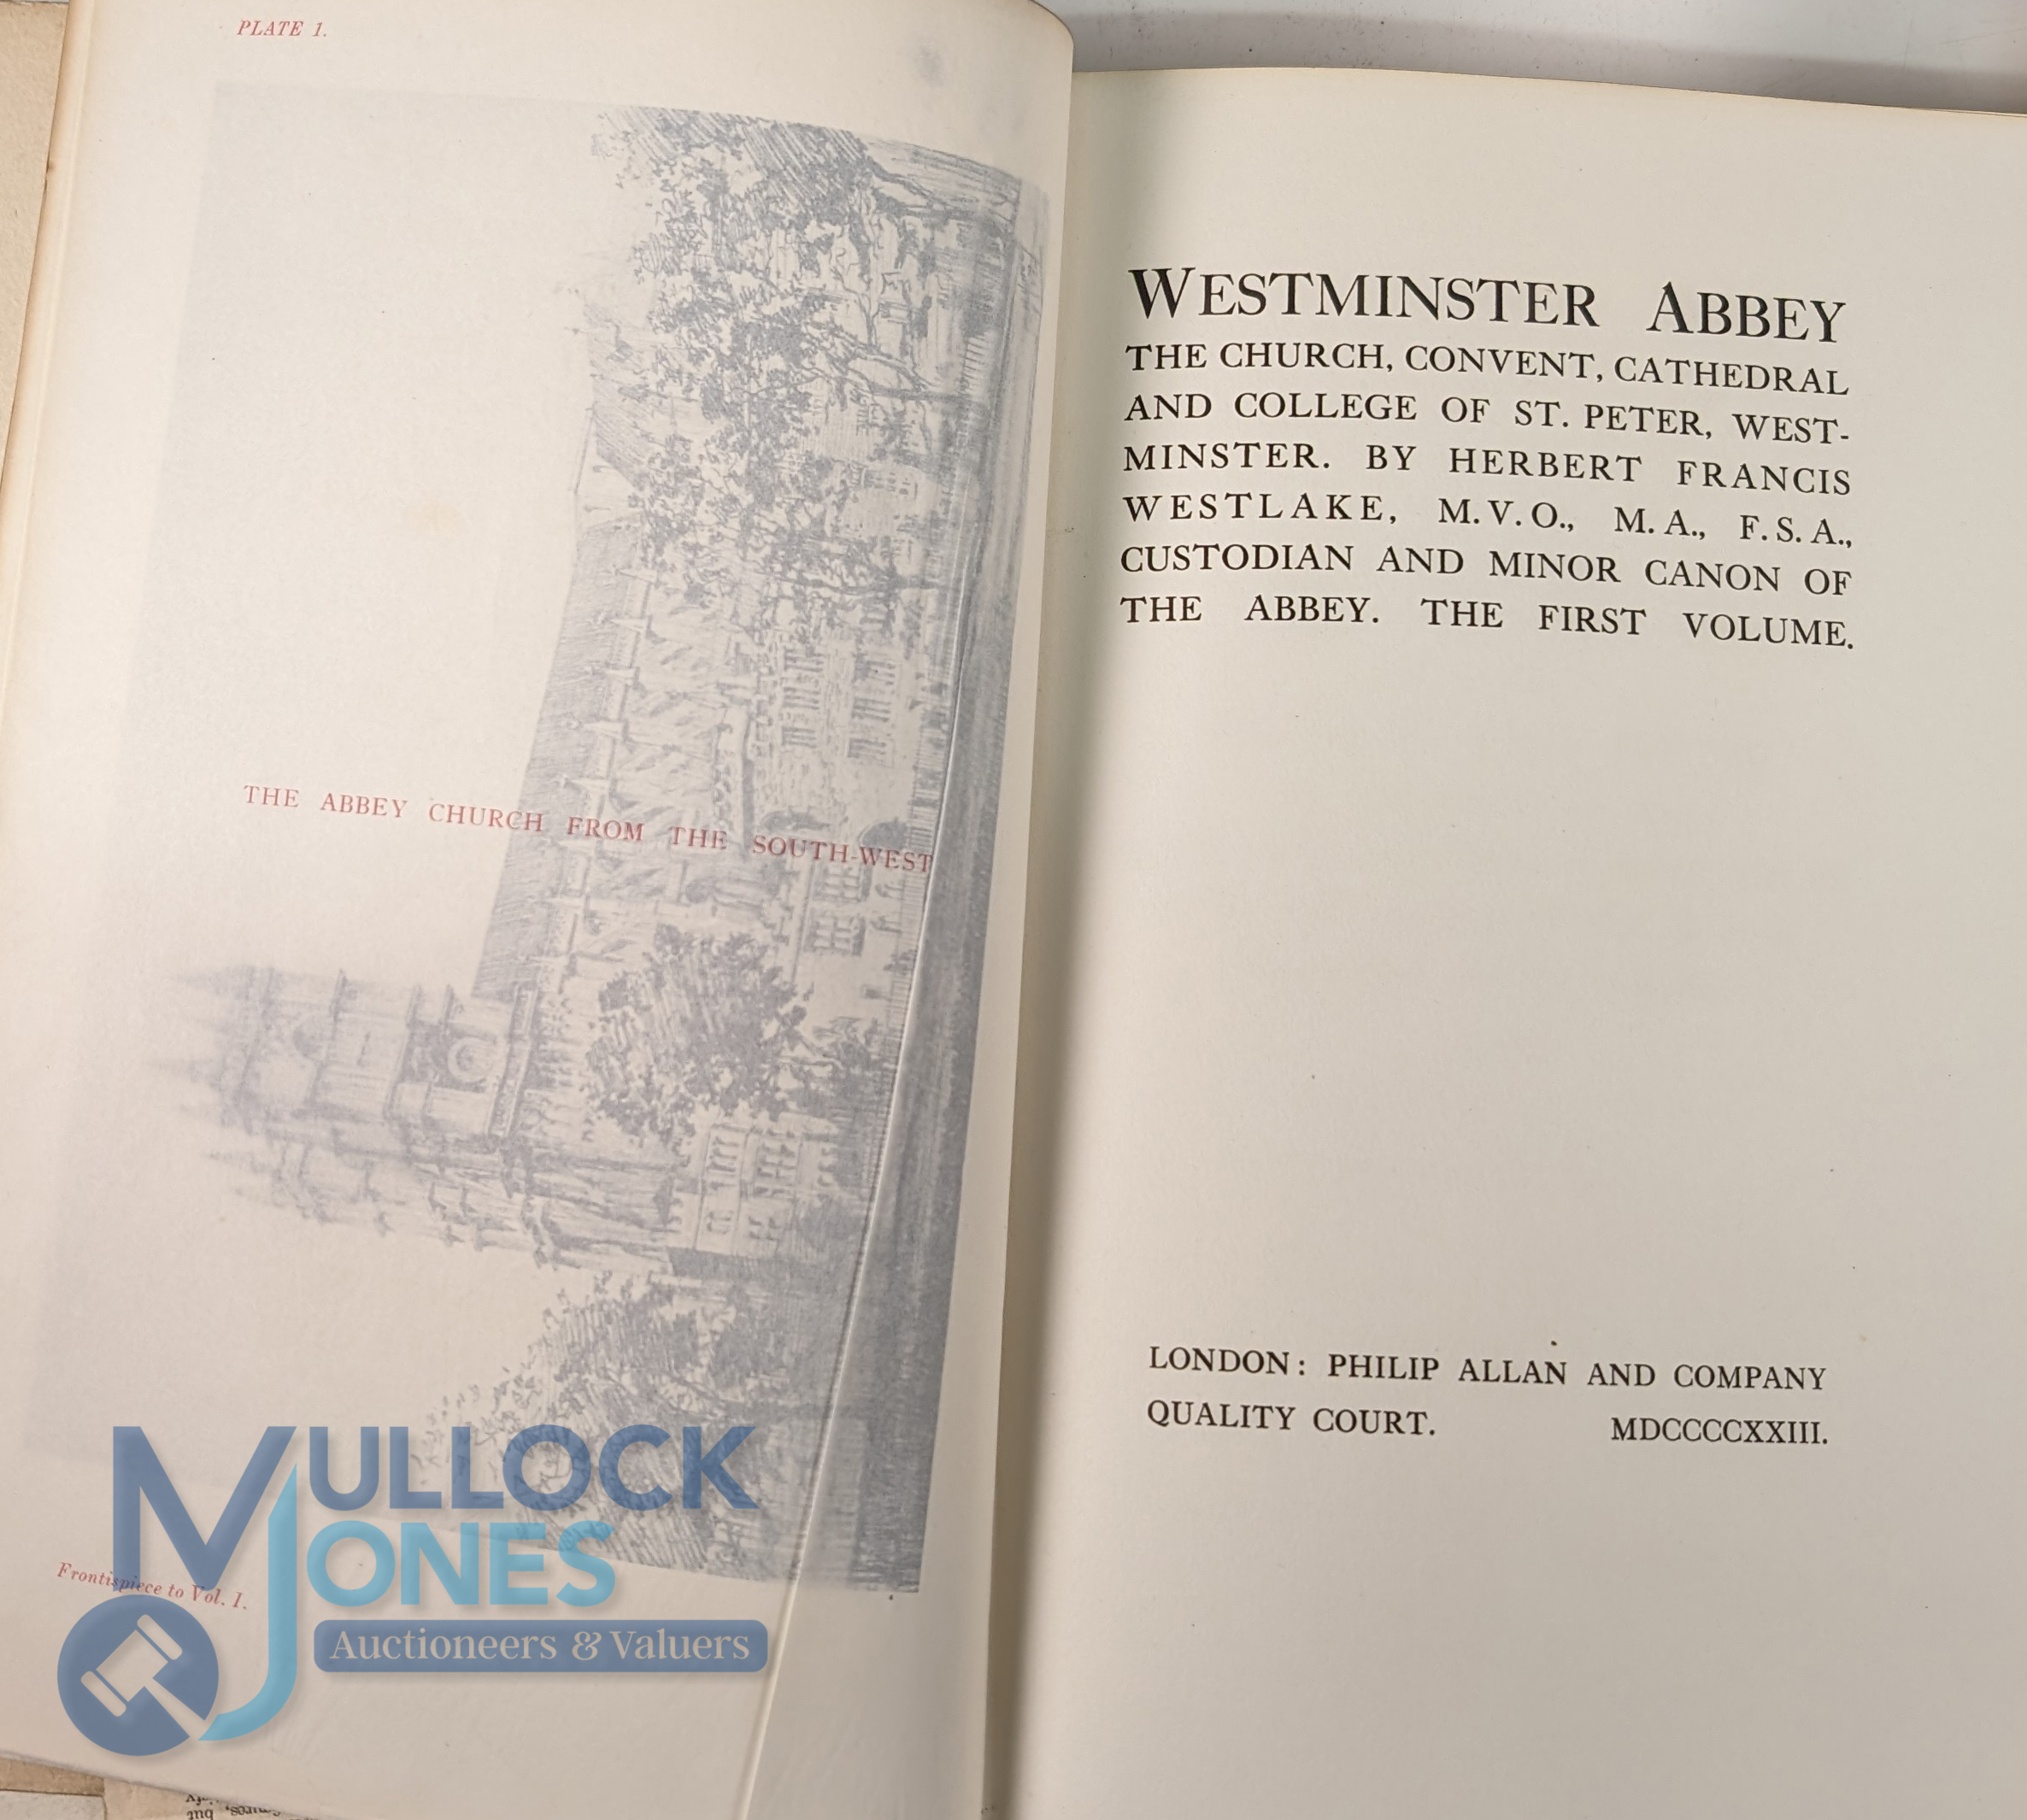 PLATE 1.
THE ABBEY CHURCH FROM THE SOUTH-WEST
Frontispiece to Vol. I.
MULLOCK
JONES
Auctioneers & Valuers
WESTMINSTER ABBEY
THE CHURCH, CONVENT, CATHEDRAL
AND COLLEGE OF ST. PETER, WEST-
MINSTER. BY HERBERT FRANCIS
WESTLAKE, M.V.O., M.A., F.S.A.,
CUSTODIAN AND MINOR CANON OF
THE ABBEY. THE FIRST VOLUME.
LONDON: PHILIP ALLAN AND COMPANY
QUALITY COURT. MDCCCCXXIII.